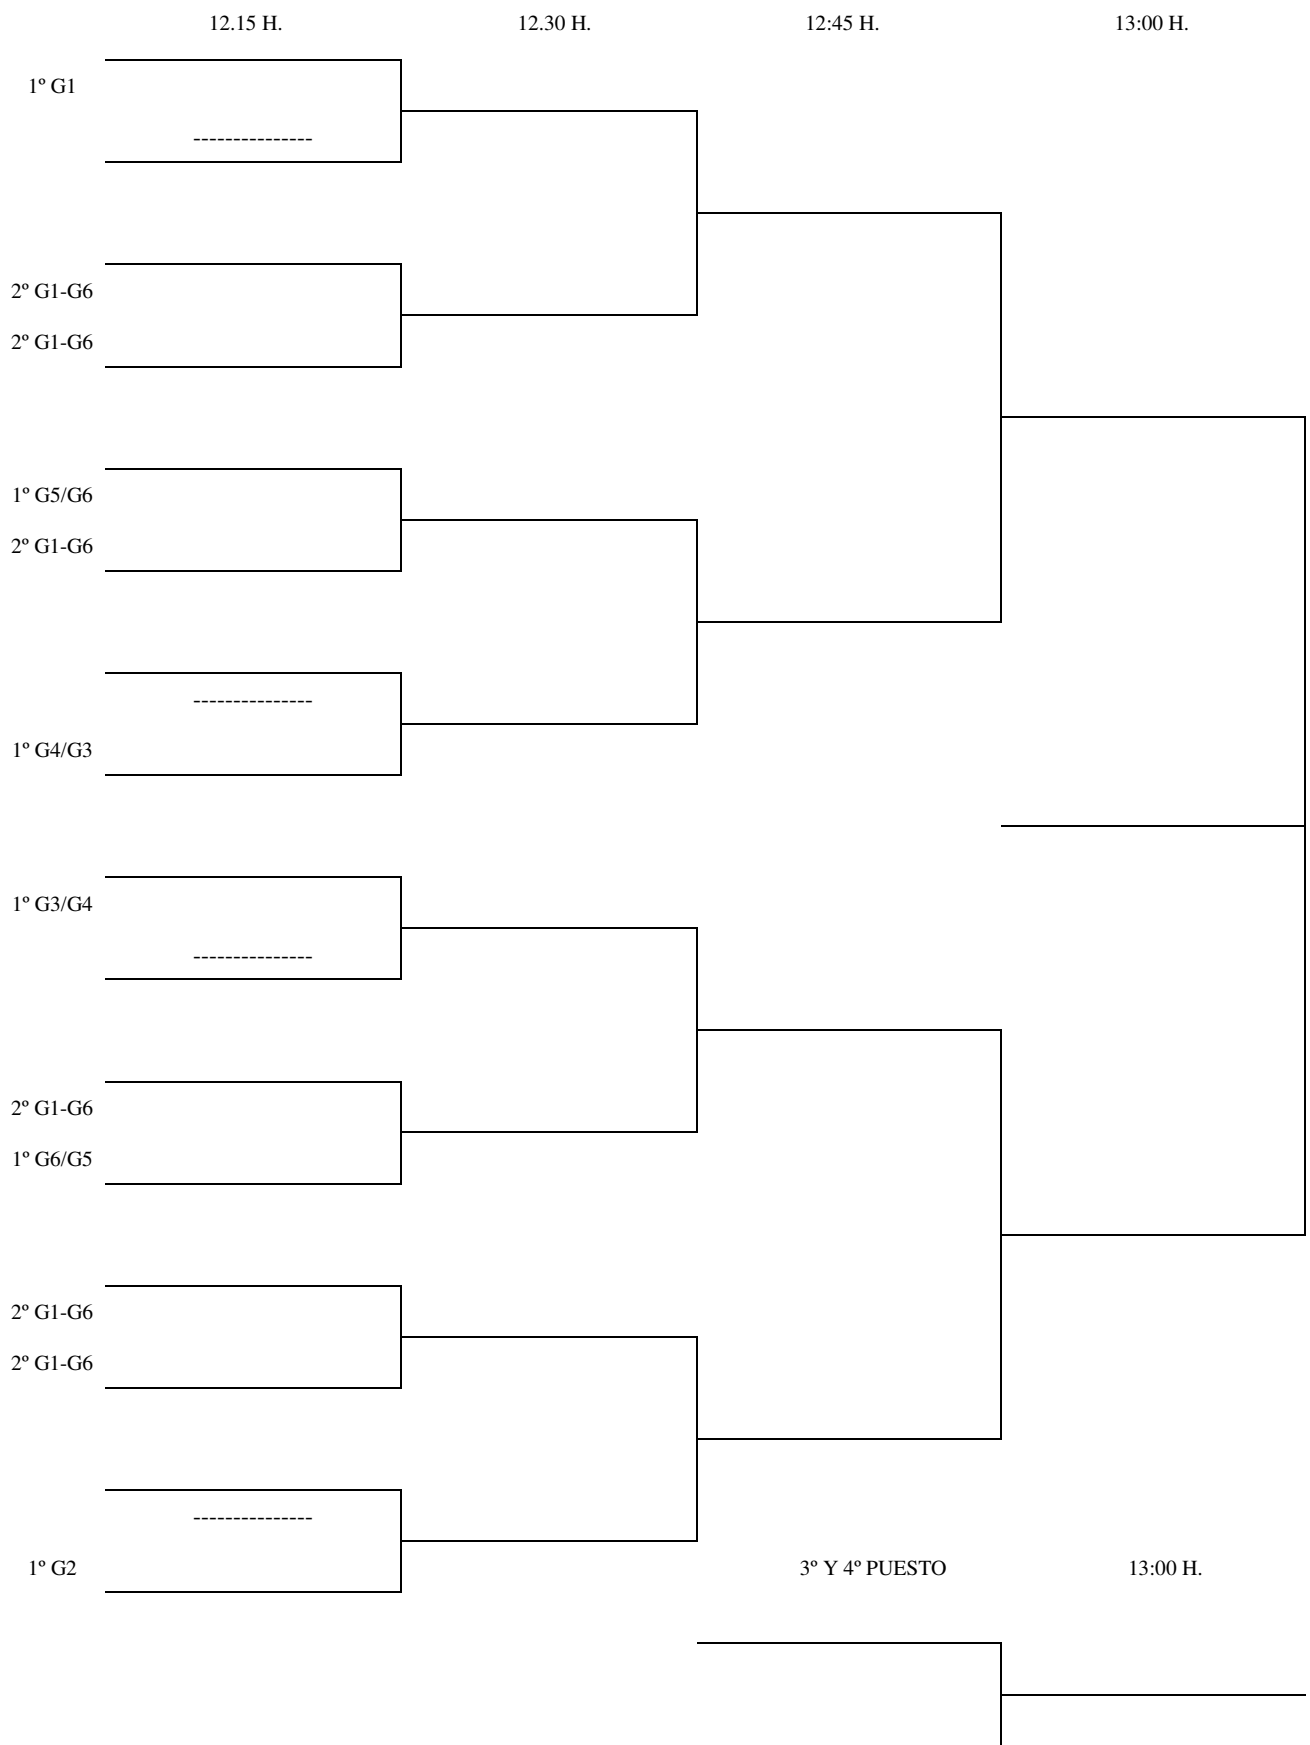 12.15 H. 12.30 H. 12:45 H. 13:00 H.
1º G1
---------------
2º G1-G6
2º G1-G6
1º G5/G6
2º G1-G6
---------------
1º G4/G3
1º G3/G4
---------------
2º G1-G6
1º G6/G5
2º G1-G6
2º G1-G6
---------------
1º G2 3º Y 4º PUESTO 13:00 H.